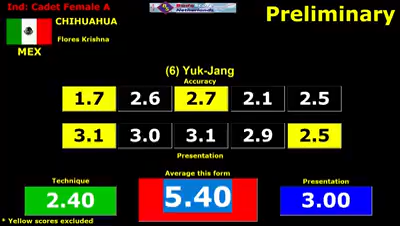 Ind: Cadet Female A
Preliminary
CHIHUAHUA
Flores Krishna
MEX
(6) Yuk-Jang
Accuracy
1.7 2.6 2.7 2.1 2.5
3.1 3.0 3.1 2.9 2.5
Presentation
Average this form
Technique
2.40
5.40
Presentation
3.00
* Yellow scores excluded